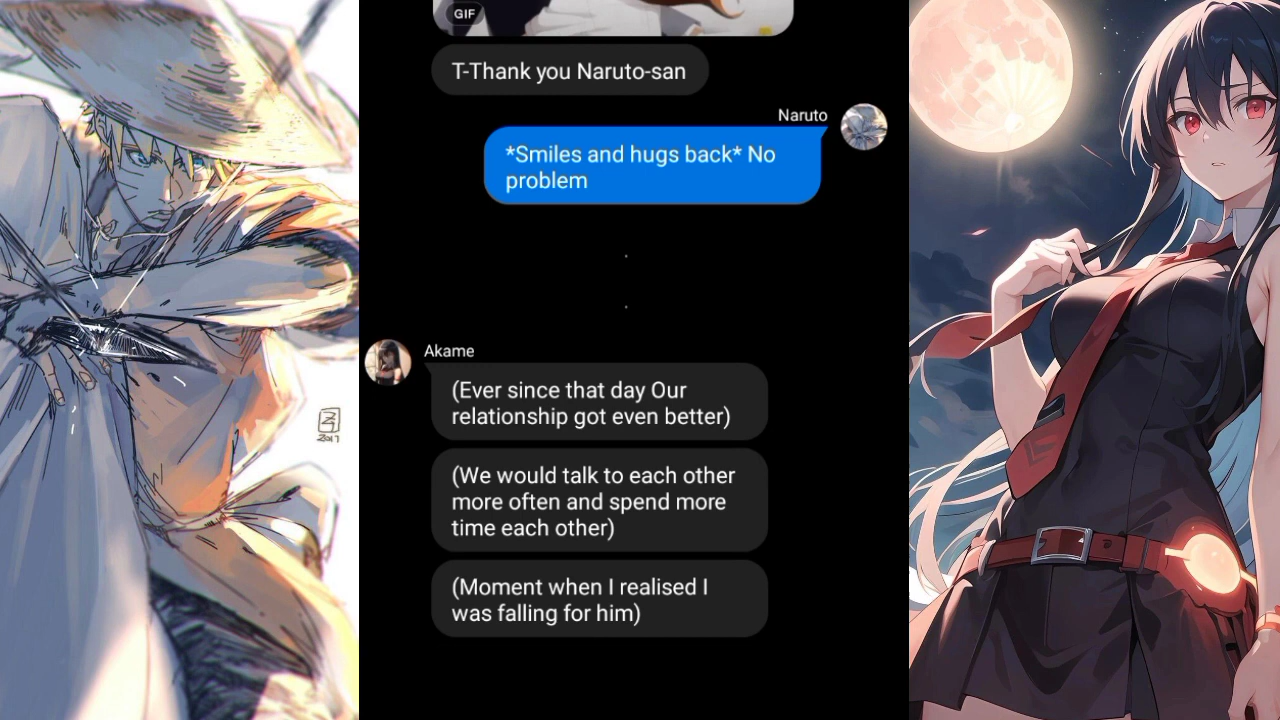 GIF
T-Thank you Naruto-san
Naruto
*Smiles and hugs back* No
problem
.
.
Akame
(Ever since that day Our
relationship got even better)
(We would talk to each other
more often and spend more
time each other)
(Moment when I realised I
was falling for him)
2017